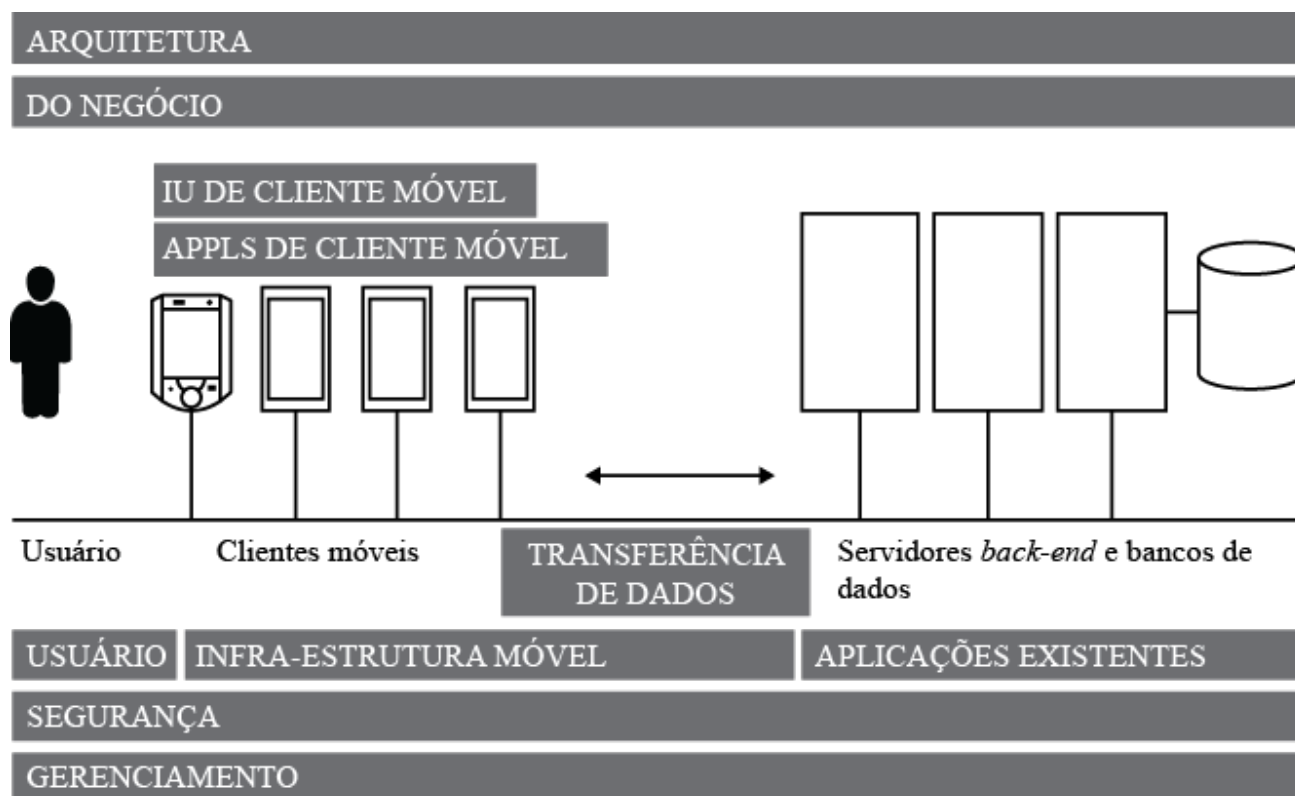 ARQUITETURA
DO NEGÓCIO
IU DE CLIENTE MÓVEL
APPLS DE CLIENTE MÓVEL
Usuário
Clientes móveis
TRANSFERÊNCIA
DE DADOS
Servidores back-end e bancos de
dados
USUÁRIO
INFRA-ESTRUTURA MÓVEL
APLICAÇÕES EXISTENTES
SEGURANÇA
GERENCIAMENTO